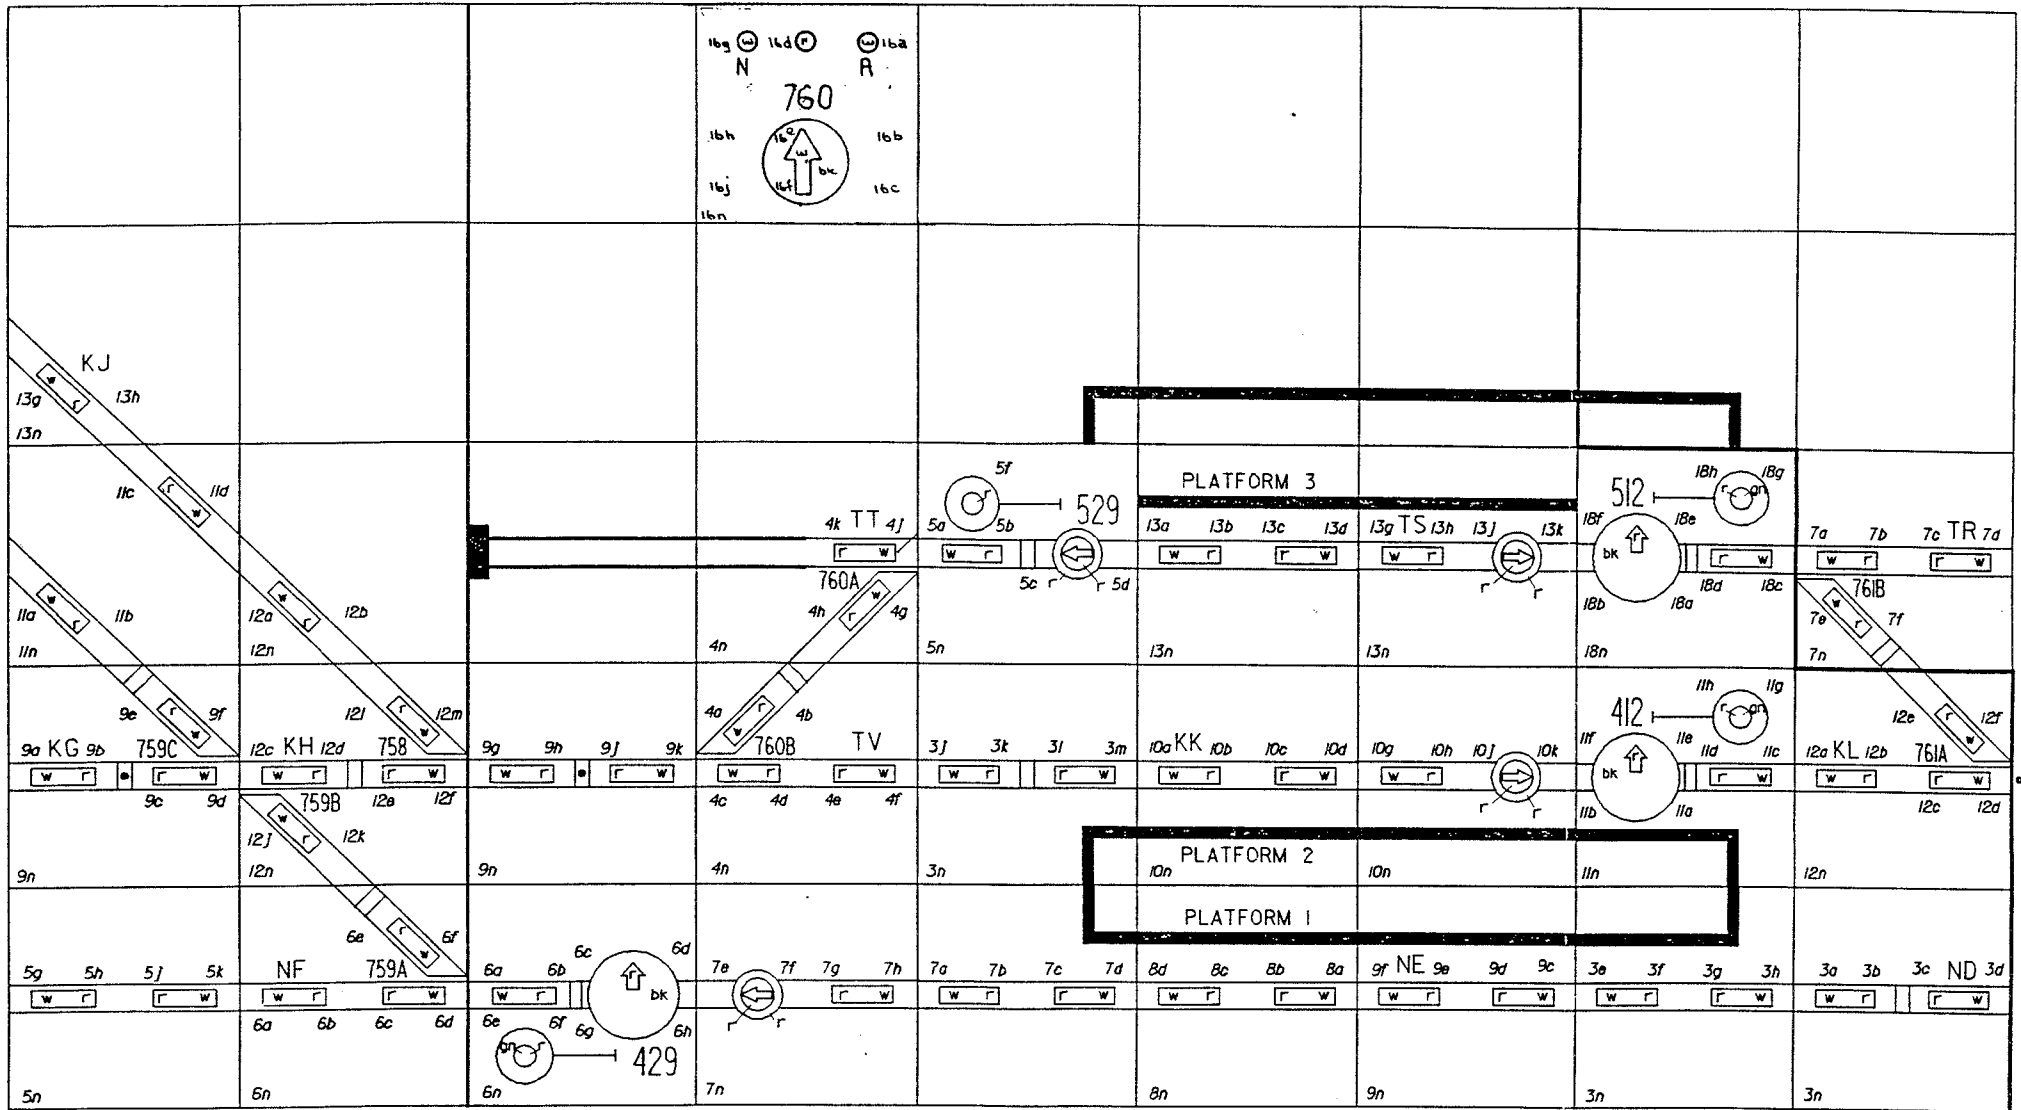 16g w 16d r w 16a
N R
760
16h 16e 16b
w
bk
16j 16f 16c
16n
KJ
w
13g r 13h
13n
11c r 11d
w
5f
r
PLATFORM 3
529
512
18h 18g
r gn
4k TT 4j 5a 5b 13a 13b 13c 13d 13g TS 13h 13j 13k 18f 18e 7a 7b 7c TR 7d
r w w r w r r w w r bk r r w w r r w
760A 5c r r 5d r r 18b 18a 18d 18c 761B
w
11a r 11b
11n
w
12a r 12b
12n
4h r w 4g
4n
5n
13n
13n
18n
w
7e r 7f
7n
9e r w 9f
12l r w 12m
4a r w 4b
412
11h 11g
r gn
12e r w 12f
9a KG 9b 759C 12c KH 12d 758 9g 9h 9j 9k 760B TV 3j 3k 3l 3m 10a KK 10b 10c 10d 10g 10h 10j 10k 11f 11e 11d 11c 12a KL 12b 761A
w r r w w r r w w r r w w r r w w r r w w r r w w r bk r r w w r r w
9c 9d 759B 12e 12f 4c 4d 4e 4f r r 11b 11a 12c 12d
w
12j r 12k
PLATFORM 2
9n 12n 9n 4n 3n 10n 10n 11n 12n
PLATFORM 1
6e r w 6f
5g 5h 5j 5k NF 759A 6a 6b 6c 6d 7e 7f 7g 7h 7a 7b 7c 7d 8d 8c 8b 8a 9f NE 9e 9d 9c 3e 3f 3g 3h 3a 3b 3c ND 3d
w r r w w r r w w r r bk r w w r r w w r r w w r r w w r r w w r r w
6a 6b 6c 6d 6e 6f 6g 6h r r
gn r
429
5n 6n 6n 7n 8n 9n 3n 3n